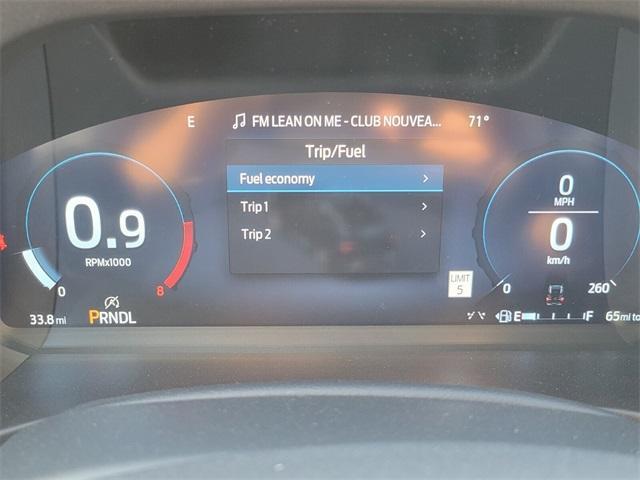 E FM LEAN ON ME - CLUB NOUVEA... 71°
Trip/Fuel
Fuel economy
Trip 1
Trip 2
0.9
RPMx1000
0 8
0
MPH
0
km/h
0 260
LIMIT
5
33.8 mi PRNDL E F 65 mi to